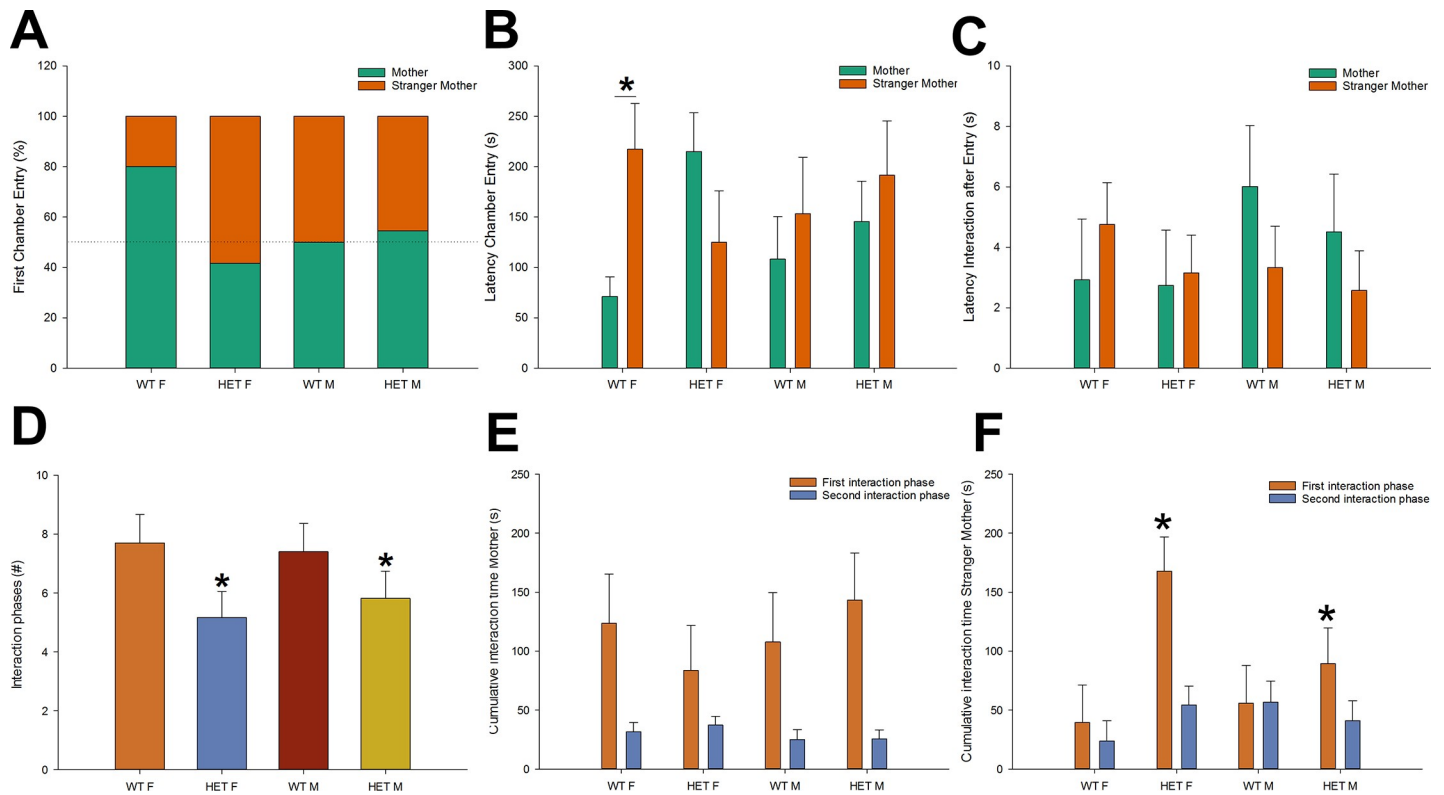 A
Mother
Stranger Mother
120
100
80
60
40
20
0
First Chamber Entry (%)
WT F HET F WT M HET M
B
*
Mother
Stranger Mother
300
250
200
150
100
50
0
Latency Chamber Entry (s)
WT F HET F WT M HET M
C
Mother
Stranger Mother
10
8
6
4
2
0
Latency Interaction after Entry (s)
WT F HET F WT M HET M
D
10
8
6
4
2
0
Interaction phases (#)
* *
WT F HET F WT M HET M
E
First interaction phase
Second interaction phase
250
200
150
100
50
0
Cumulative interaction time Mother (s)
WT F HET F WT M HET M
F
First interaction phase
Second interaction phase
250
200
150
100
50
0
Cumulative interaction time Stranger Mother (s)
* *
WT F HET F WT M HET M